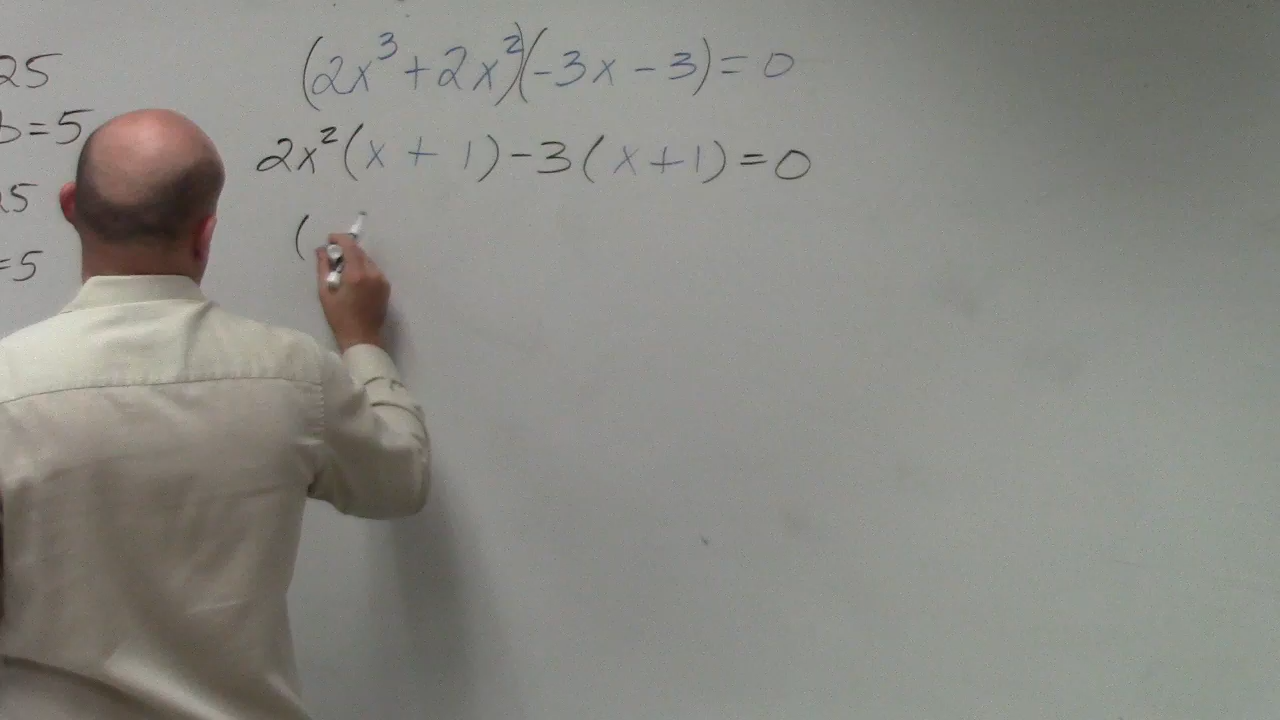 25
b=5
25
=5
(2x³+2x²)(-3x-3)=0
2x²(x+1)-3(x+1)=0
(